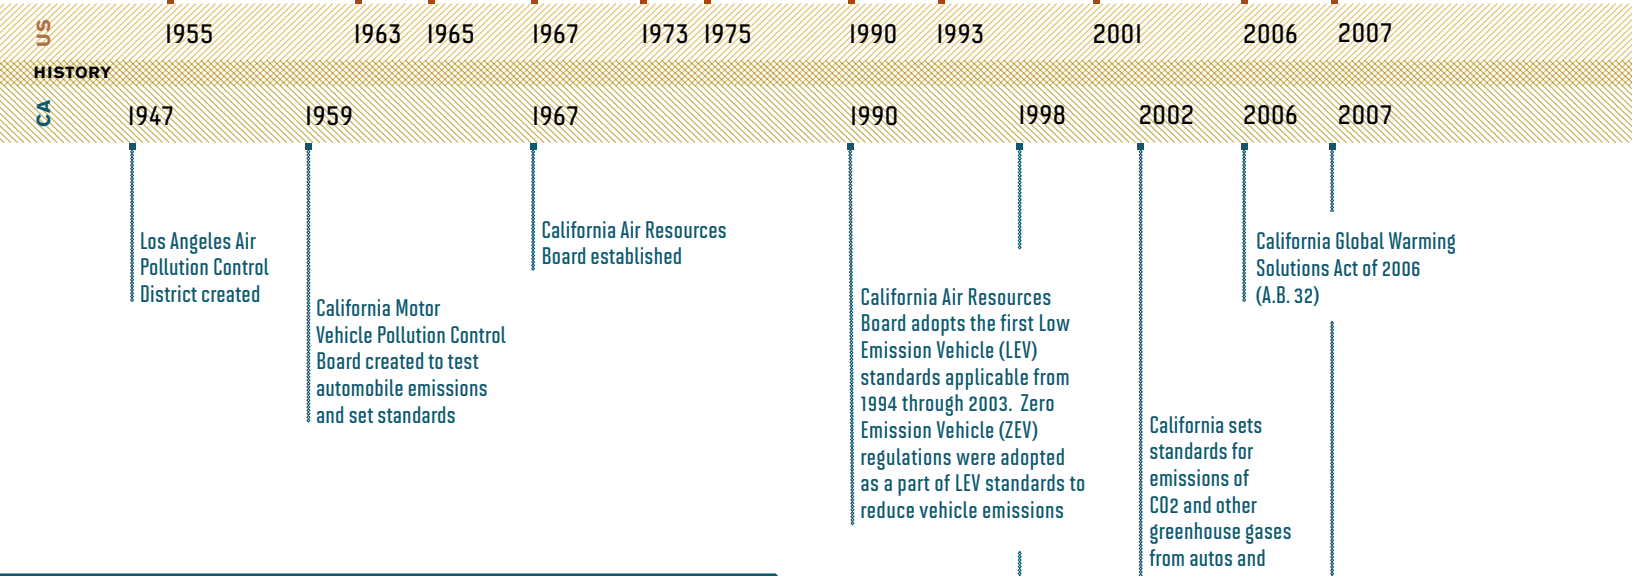 US
1955 1963 1965 1967 1973 1975 1990 1993 2001 2006 2007
HISTORY
CA
1947 1959 1967 1990 1998 2002 2006 2007
Los Angeles Air
Pollution Control
District created
California Motor
Vehicle Pollution Control
Board created to test
automobile emissions
and set standards
California Air Resources
Board established
California Air Resources
Board adopts the first Low
Emission Vehicle (LEV)
standards applicable from
1994 through 2003. Zero
Emission Vehicle (ZEV)
regulations were adopted
as a part of LEV standards to
reduce vehicle emissions
California sets
standards for
emissions of
CO2 and other
greenhouse gases
from autos and
California Global Warming
Solutions Act of 2006
(A.B. 32)